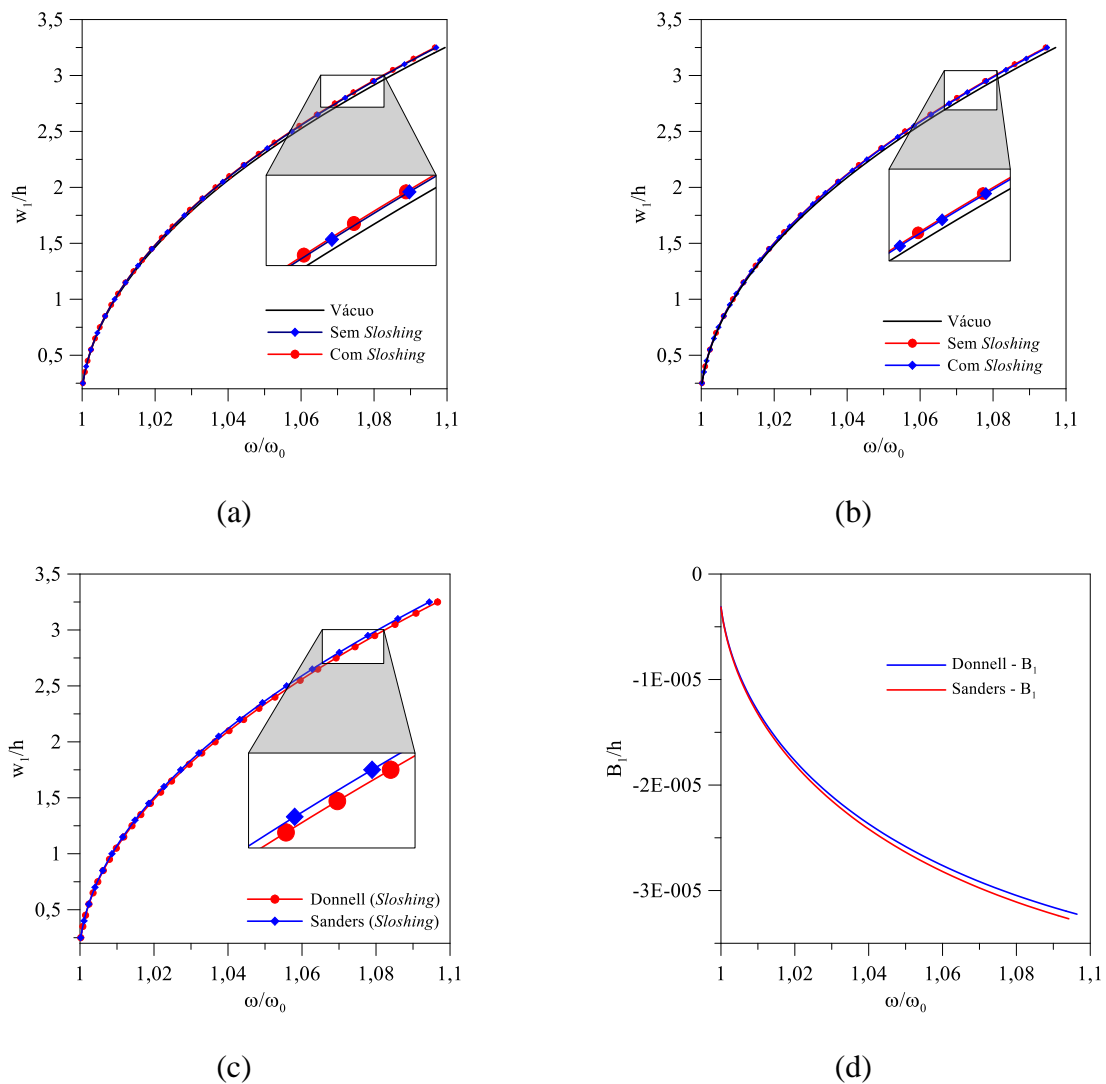 3,5
3
2,5
2
1,5
1
0,5
w₁/h
Vácuo
Sem Sloshing
Com Sloshing
1 1,02 1,04 1,06 1,08 1,1
ω/ω₀
(a)
3,5
3
2,5
2
1,5
1
0,5
w₁/h
Vácuo
Sem Sloshing
Com Sloshing
1 1,02 1,04 1,06 1,08 1,1
ω/ω₀
(b)
3,5
3
2,5
2
1,5
1
0,5
w₁/h
Donnell (Sloshing)
Sanders (Sloshing)
1 1,02 1,04 1,06 1,08 1,1
ω/ω₀
(c)
0
-1E-005
-2E-005
-3E-005
B₁/h
Donnell - B₁
Sanders - B₁
1 1,02 1,04 1,06 1,08 1,1
ω/ω₀
(d)